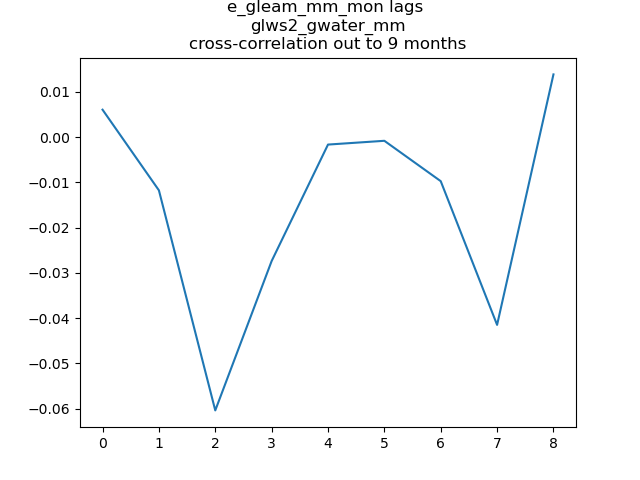 e_gleam_mm_mon lags
glws2_gwater_mm
cross-correlation out to 9 months
0.01
0.00
−0.01
−0.02
−0.03
−0.04
−0.05
−0.06
0 1 2 3 4 5 6 7 8